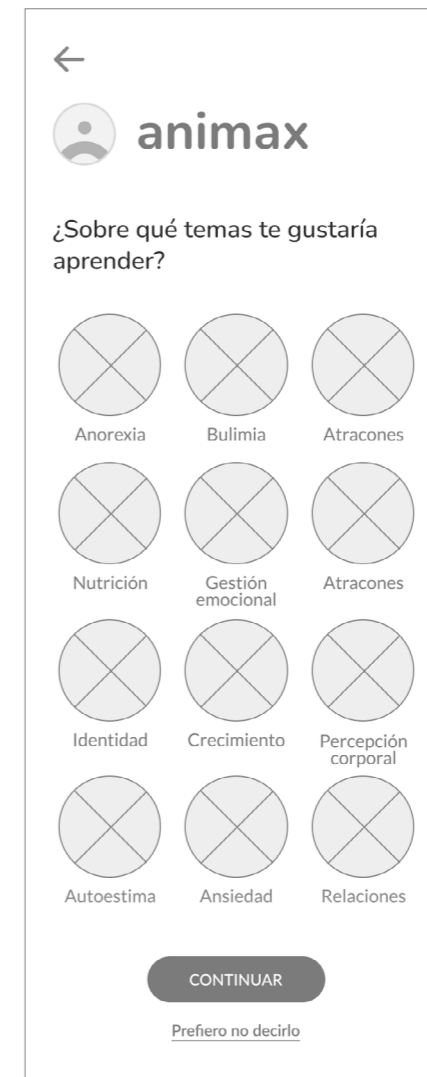 animax
¿Sobre qué temas te gustaría
aprender?
Anorexia
Bulimia
Atracones
Nutrición
Gestión
emocional
Atracones
Identidad
Crecimiento
Percepción
corporal
Autoestima
Ansiedad
Relaciones
CONTINUAR
Prefiero no decirlo